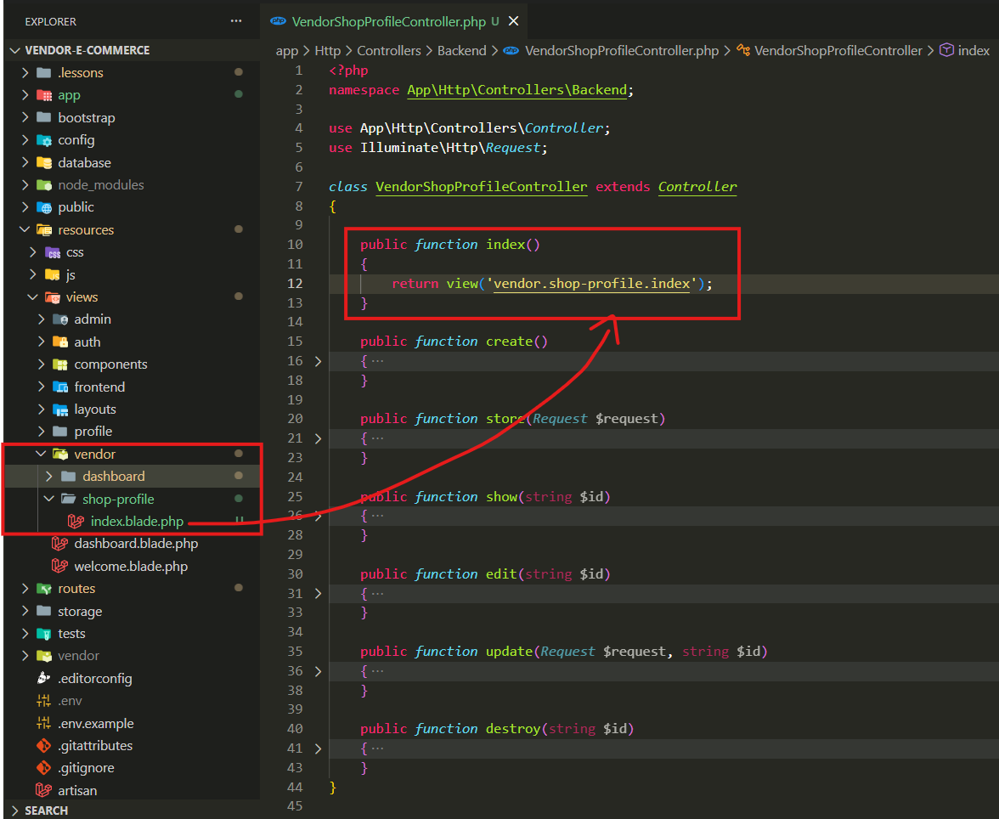 EXPLORER
VENDOR-E-COMMERCE
.lessons
app
bootstrap
config
database
node_modules
public
resources
css
js
views
admin
auth
components
frontend
layouts
profile
vendor
dashboard
shop-profile
index.blade.php U
dashboard.blade.php
welcome.blade.php
routes
storage
tests
vendor
.editorconfig
.env
.env.example
.gitattributes
.gitignore
artisan
SEARCH
php VendorShopProfileController.php U
app > Http > Controllers > Backend > php VendorShopProfileController.php > VendorShopProfileController > index
1 <?php
2 namespace App\Http\Controllers\Backend;
3
4 use App\Http\Controllers\Controller;
5 use Illuminate\Http\Request;
6
7 class VendorShopProfileController extends Controller
8 {
9
10 public function index()
11 {
12 return view('vendor.shop-profile.index');
13 }
14
15 public function create()
16 { ...
18 }
19
20 public function store(Request $request)
21 { ...
23 }
24
25 public function show(string $id)
26 { ...
28 }
29
30 public function edit(string $id)
31 { ...
33 }
34
35 public function update(Request $request, string $id)
36 { ...
38 }
39
40 public function destroy(string $id)
41 { ...
43 }
44 }
45